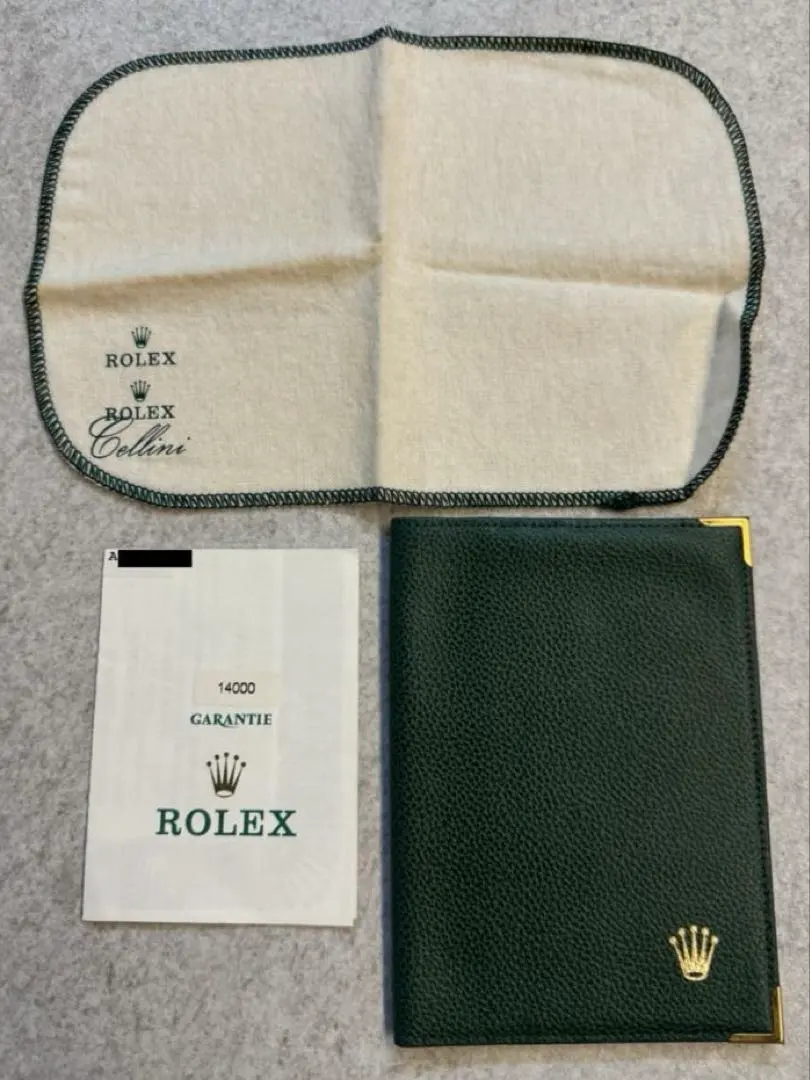 ROLEX
ROLEX
Cellini
A
14000
GARANTIE
ROLEX